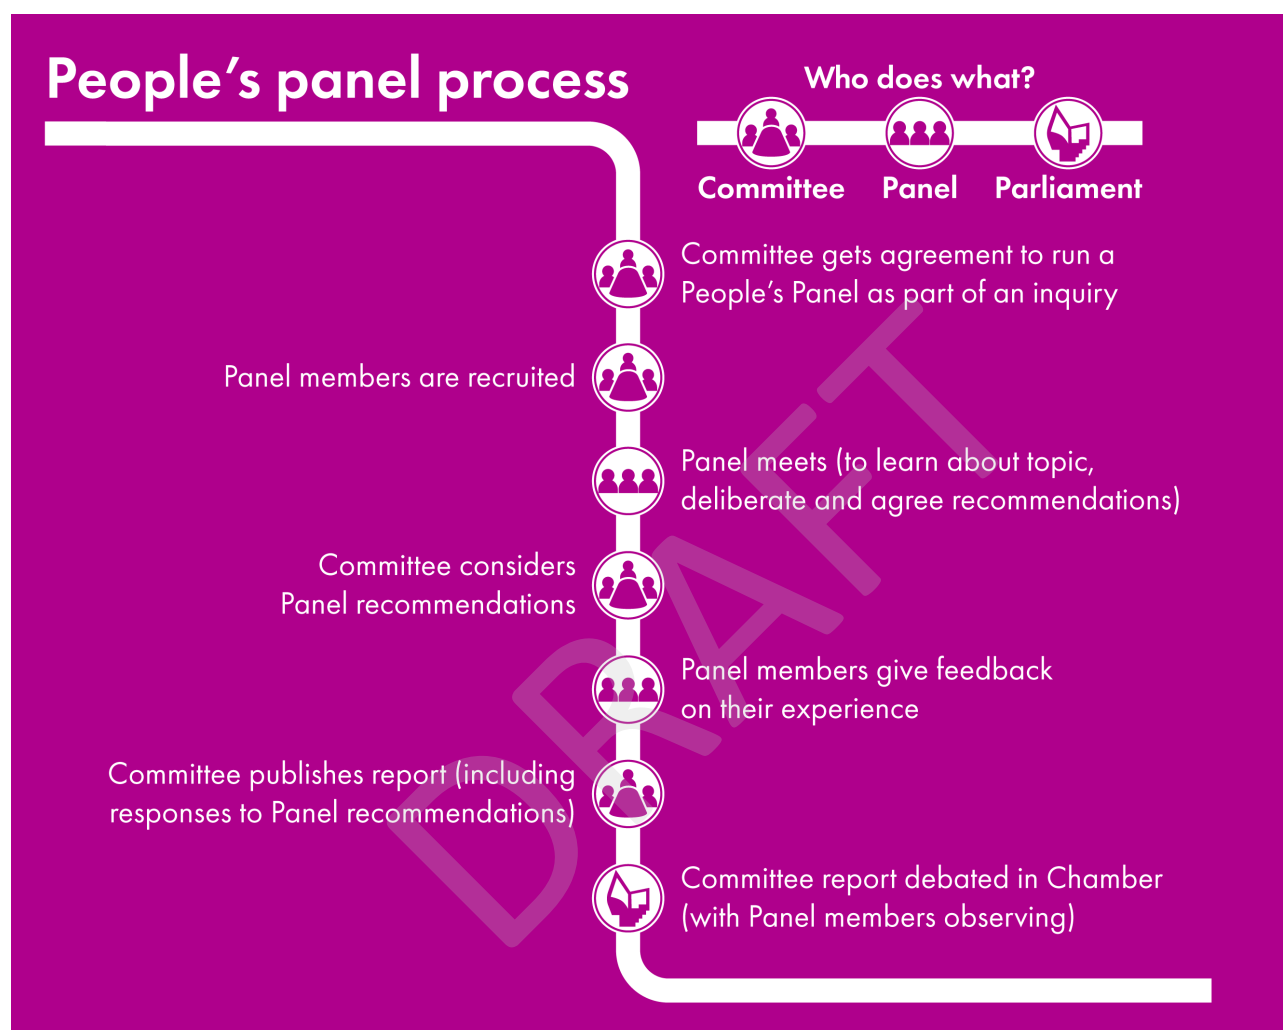 People's panel process
Who does what?
Committee
Panel
Parliament
Committee gets agreement to run a
People's Panel as part of an inquiry
Panel members are recruited
Panel meets (to learn about topic,
deliberate and agree recommendations)
Committee considers
Panel recommendations
Panel members give feedback
on their experience
Committee publishes report (including
responses to Panel recommendations)
Committee report debated in Chamber
(with Panel members observing)
DRAFT